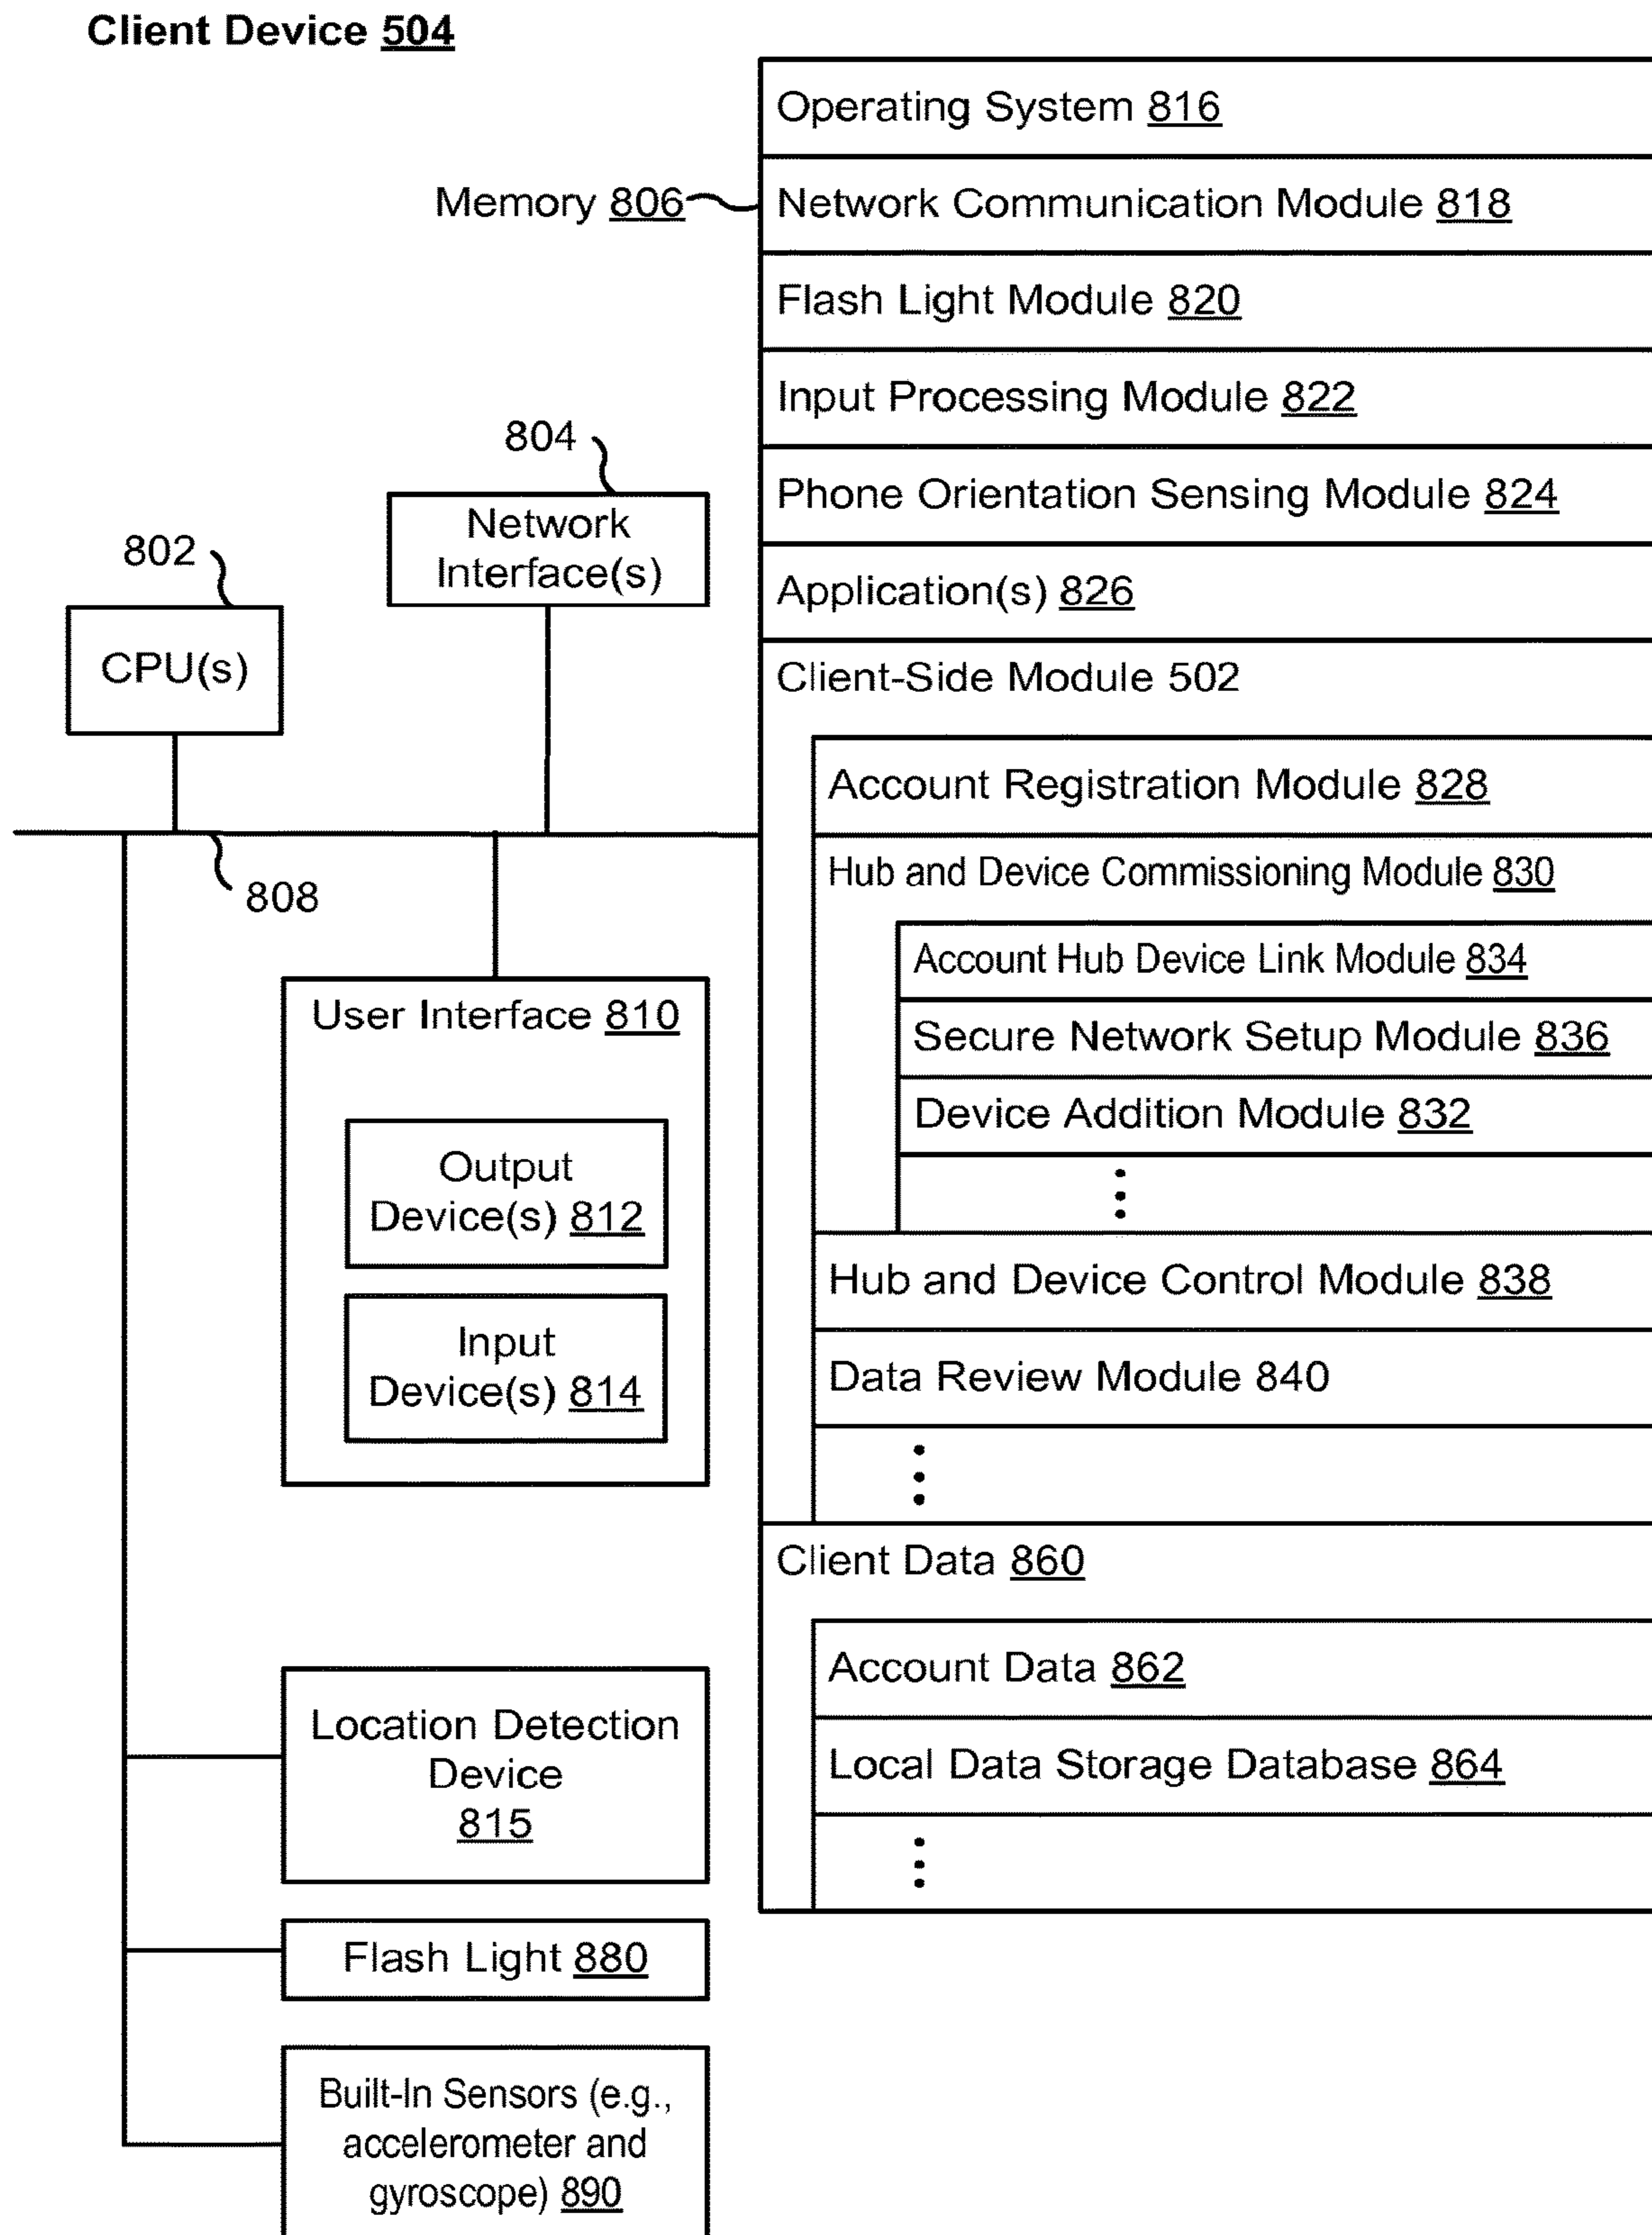 Client Device 504
Operating System 816
Memory 806
Network Communication Module 818
Flash Light Module 820
Input Processing Module 822
804
Phone Orientation Sensing Module 824
Network
Interface(s)
802
Application(s) 826
CPU(s)
Client-Side Module 502
Account Registration Module 828
808
Hub and Device Commissioning Module 830
Account Hub Device Link Module 834
User Interface 810
Secure Network Setup Module 836
Device Addition Module 832
Output
Device(s) 812
Hub and Device Control Module 838
Input
Device(s) 814
Data Review Module 840
Client Data 860
Account Data 862
Location Detection
Device
815
Local Data Storage Database 864
Flash Light 880
Built-In Sensors (e.g.,
accelerometer and
gyroscope) 890